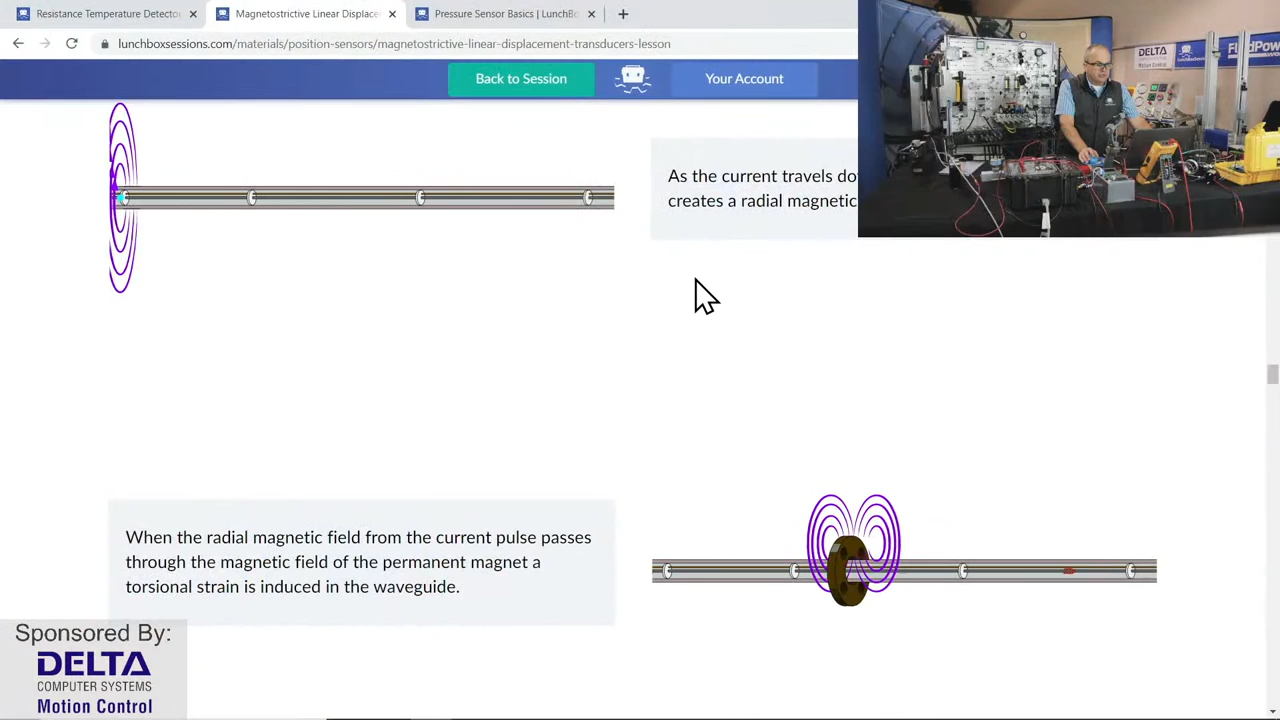 Resistance Temperature Detecto
Magnetostrictive Linear Displace
Pressure Sensor Basics | LunchBo
lunchboxsessions.com/materials/position-sensors/magnetostrictive-linear-displacement-transducers-lesson
Back to Session
Your Account
DELTA
Motion Control
As the current travels do
creates a radial magnetic
When the radial magnetic field from the current pulse passes
through the magnetic field of the permanent magnet a
torsional strain is induced in the waveguide.
Sponsored By:
DELTA
COMPUTER SYSTEMS
Motion Control